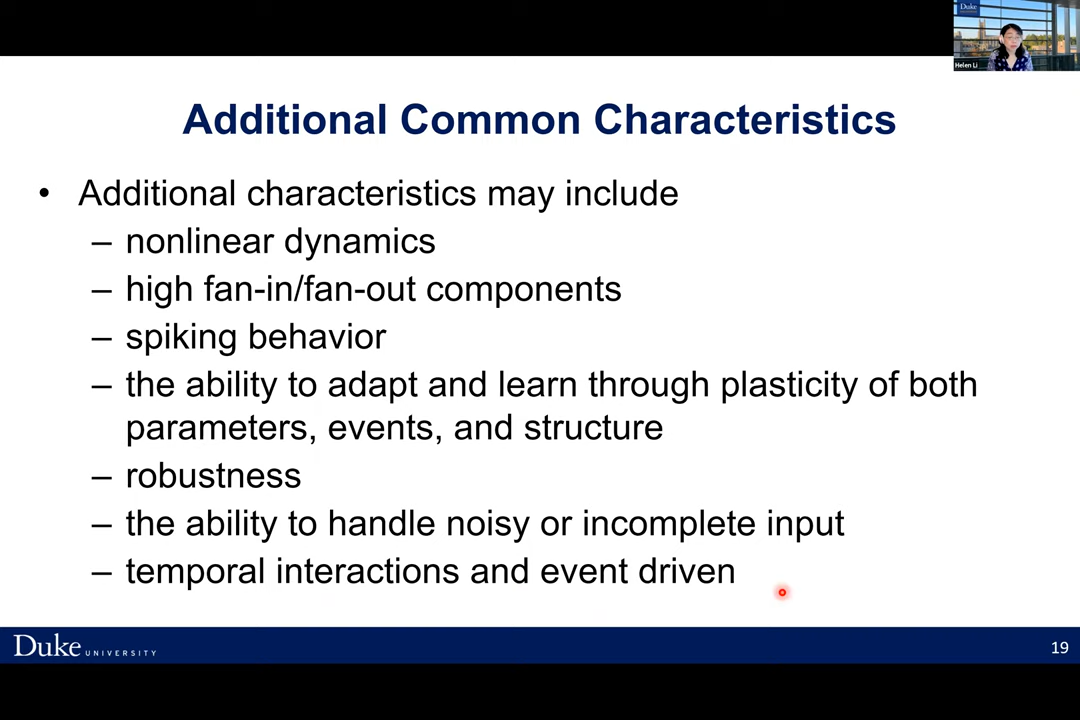 Duke
Helen Li
Additional Common Characteristics
• Additional characteristics may include
– nonlinear dynamics
– high fan-in/fan-out components
– spiking behavior
– the ability to adapt and learn through plasticity of both
parameters, events, and structure
– robustness
– the ability to handle noisy or incomplete input
– temporal interactions and event driven
Duke UNIVERSITY
19